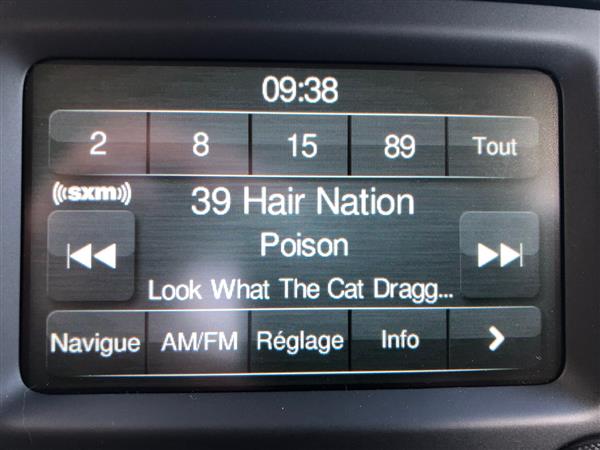 09:38
2 8 15 89 Tout
((( sxm )))
39 Hair Nation
Poison
Look What The Cat Dragg...
Navigue AM/FM Réglage Info